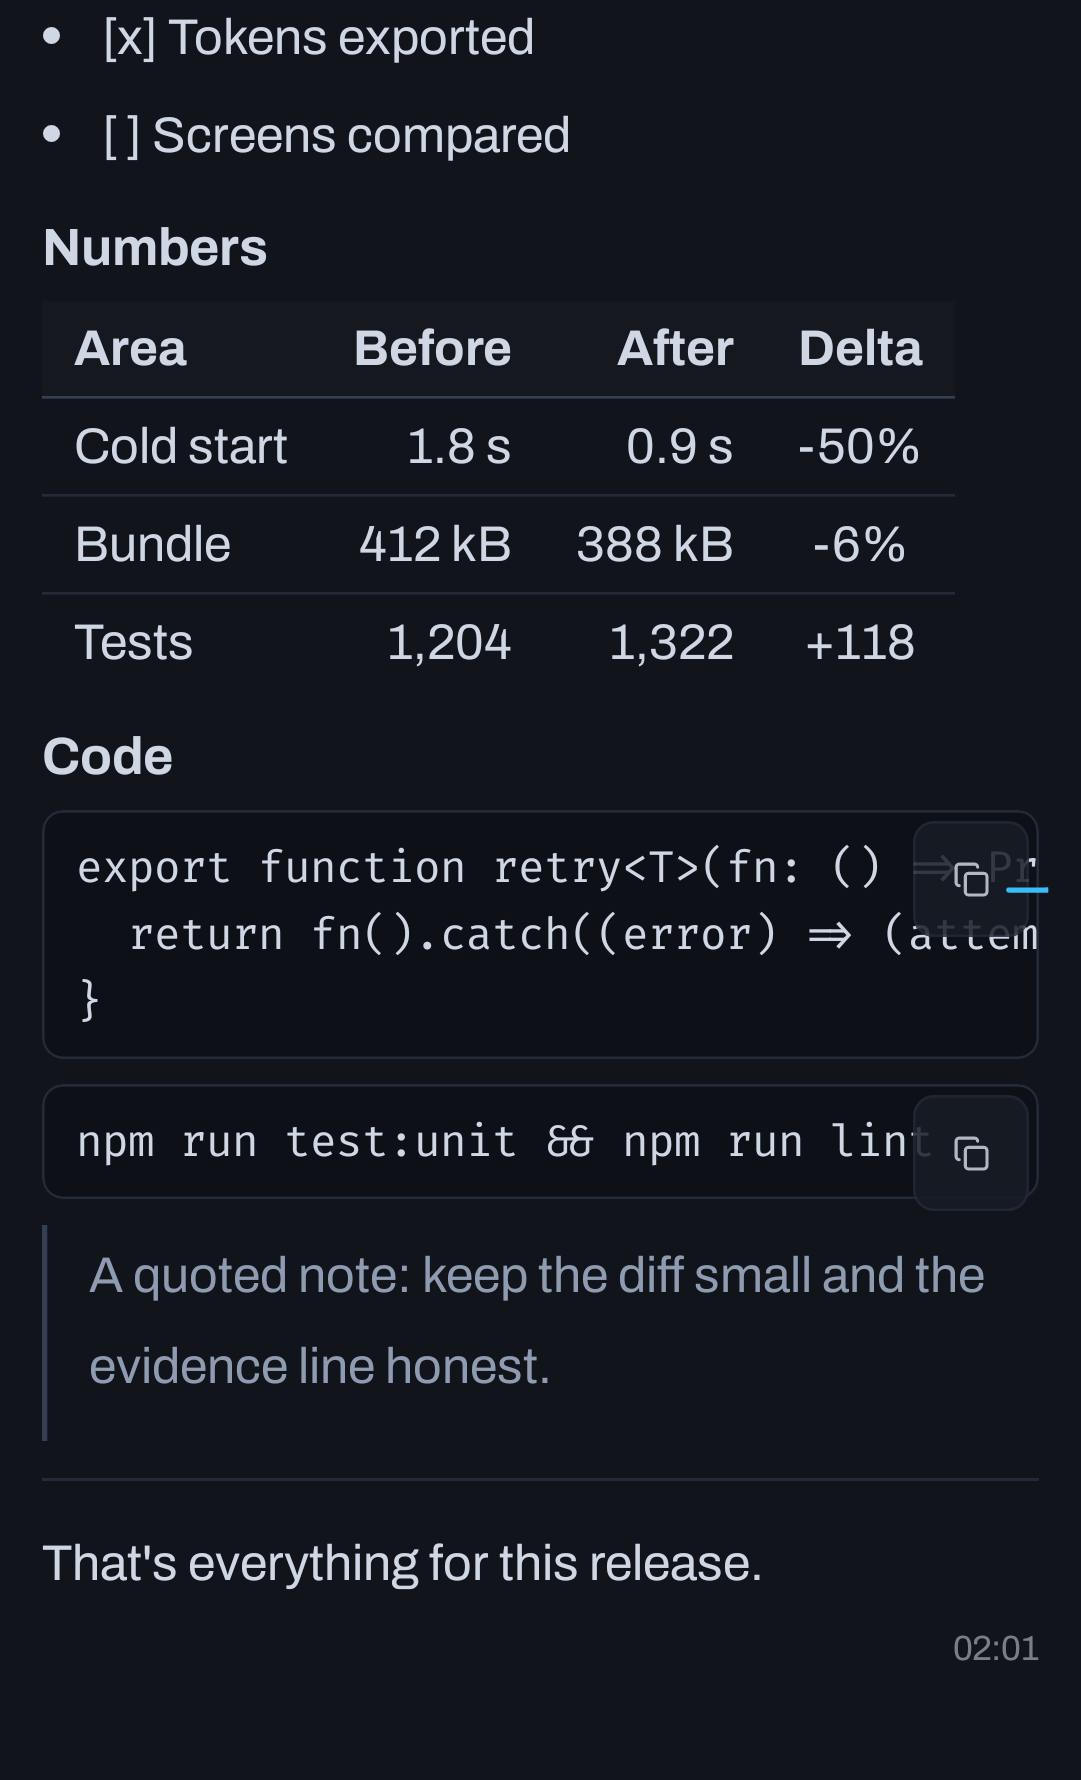 [x] Tokens exported
[ ] Screens compared
Numbers
Area Before After Delta
Cold start 1.8 s 0.9 s -50%
Bundle 412 kB 388 kB -6%
Tests 1,204 1,322 +118
Code
export function retry<T>(fn: () => Pr
return fn().catch((error) => (attem
}
npm run test:unit && npm run lint
A quoted note: keep the diff small and the
evidence line honest.
That's everything for this release.
02:01